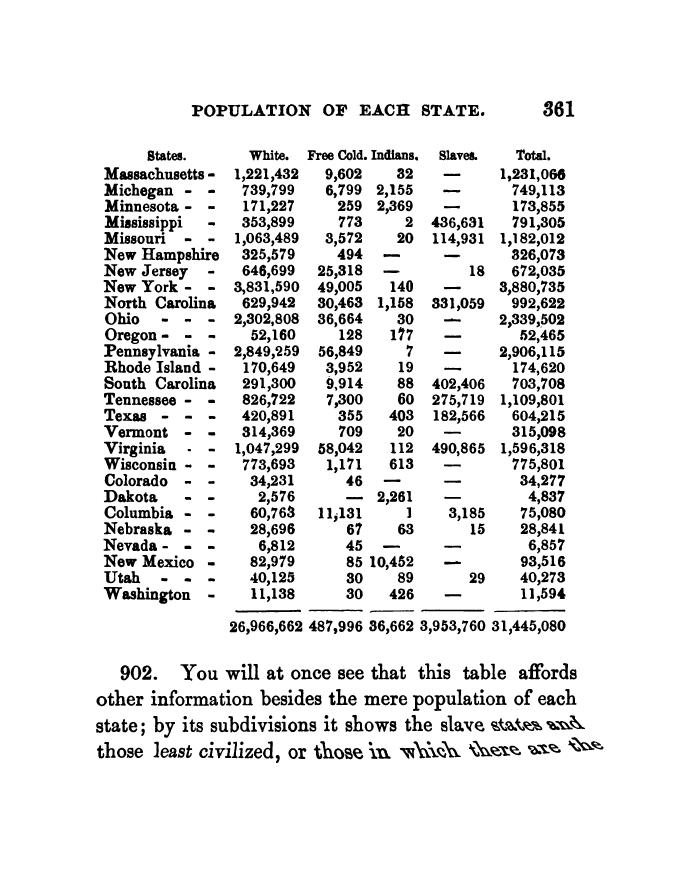 POPULATION OF EACH STATE. 361
States. White. Free Cold. Indians. Slaves. Total.
Massachusetts - 1,221,432 9,602 32 — 1,231,066
Michegan - - 739,799 6,799 2,155 — 749,113
Minnesota - - 171,227 259 2,369 — 173,855
Mississippi - 353,899 773 2 436,631 791,305
Missouri - - 1,063,489 3,572 20 114,931 1,182,012
New Hampshire 325,579 494 — — 326,073
New Jersey - 646,699 25,318 — 18 672,035
New York - - 3,831,590 49,005 140 — 3,880,735
North Carolina 629,942 30,463 1,158 331,059 992,622
Ohio - - - 2,302,808 36,664 30 — 2,339,502
Oregon - - - 52,160 128 177 — 52,465
Pennsylvania - 2,849,259 56,849 7 — 2,906,115
Rhode Island - 170,649 3,952 19 — 174,620
South Carolina 291,300 9,914 88 402,406 703,708
Tennessee - - 826,722 7,300 60 275,719 1,109,801
Texas - - - 420,891 355 403 182,566 604,215
Vermont - - 314,369 709 20 — 315,098
Virginia - - 1,047,299 58,042 112 490,865 1,596,318
Wisconsin - - 773,693 1,171 613 — 775,801
Colorado - - 34,231 46 — — 34,277
Dakota - - 2,576 — 2,261 — 4,837
Columbia - - 60,763 11,131 1 3,185 75,080
Nebraska - - 28,696 67 63 15 28,841
Nevada - - - 6,812 45 — — 6,857
New Mexico - 82,979 85 10,452 — 93,516
Utah - - - 40,125 30 89 29 40,273
Washington - 11,138 30 426 — 11,594
26,966,662 487,996 36,662 3,953,760 31,445,080
902. You will at once see that this table affords
other information besides the mere population of each
state; by its subdivisions it shows the slave states and
those least civilized, or those in which there are the